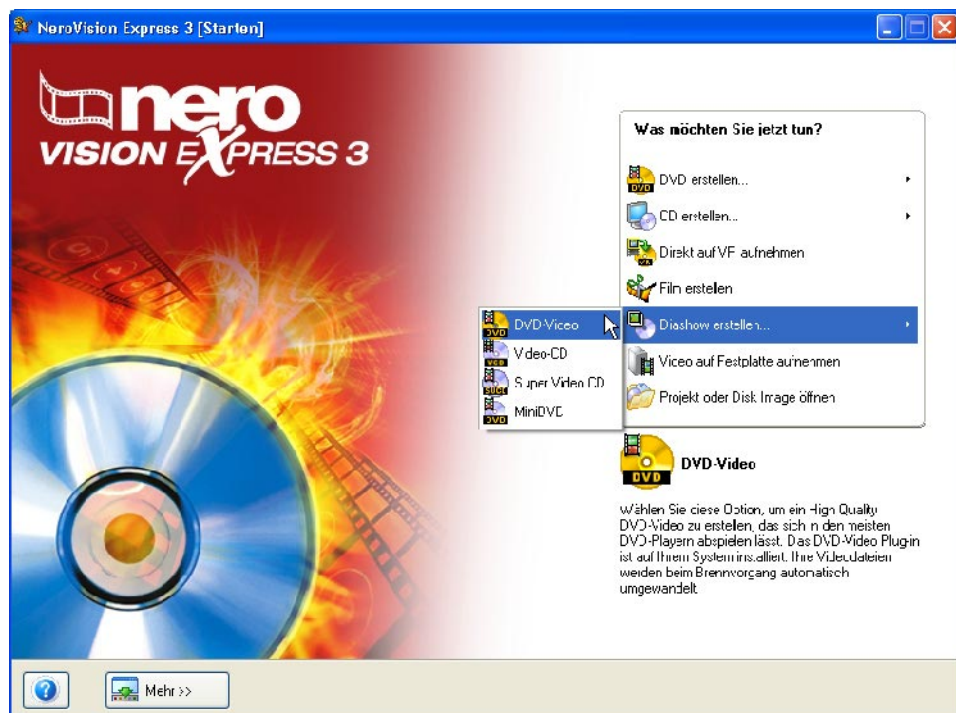 NeroVision Express 3 [Starten]
nero
VISION EXPRESS 3
Was möchten Sie jetzt tun?
DVD erstellen...
CD erstellen...
Direkt auf VR aufnehmen
Film erstellen
Diashow erstellen...
Video auf Festplatte aufnehmen
Projekt oder Disk Image öffnen
DVD-Video
Video-CD
Super Video CD
MiniDVD
DVD-Video
Wählen Sie diese Option, um ein High Quality
DVD-Video zu erstellen, das sich in den meisten
DVD-Playern abspielen lässt. Das DVD-Video Plug-in
ist auf Ihrem System installiert. Ihre Videodateien
werden beim Brennvorgang automatisch
umgewandelt.
Mehr >>